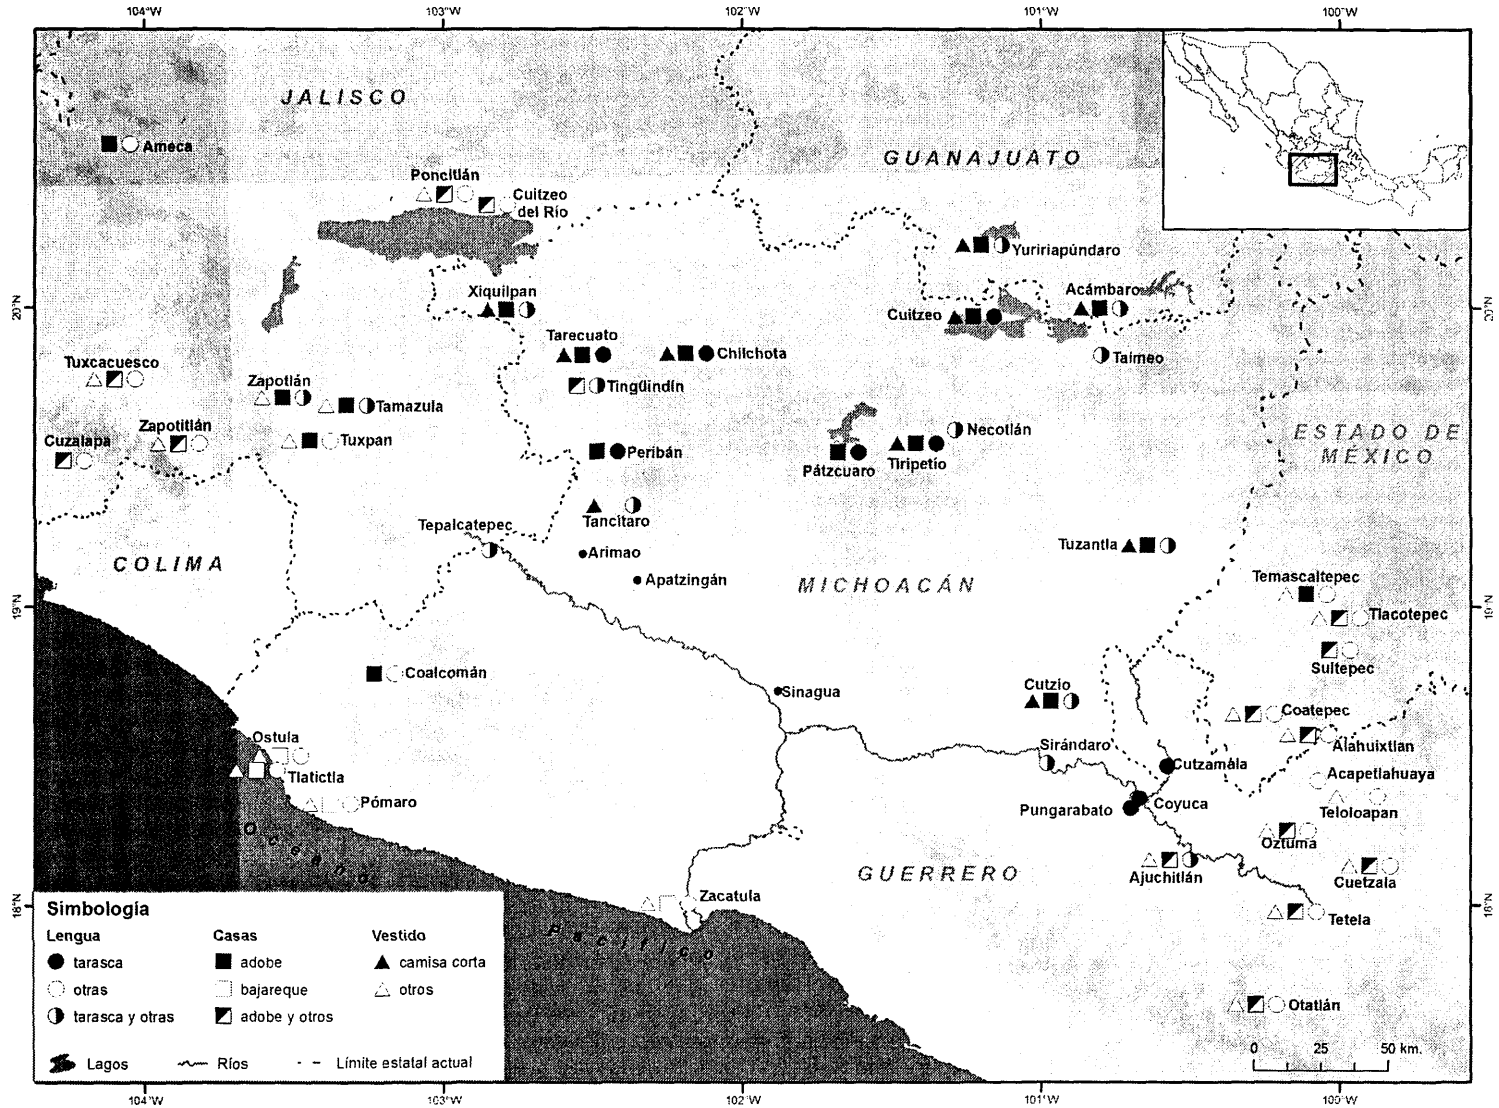 104°W 103°W 102°W 101°W 100°W
JALISCO
GUANAJUATO
Ameca
Poncitlán
Cuitzeo
del Río
Yuririapúndaro
Xiquilpan
Acámbaro
20°N
20°N
Cuitzeo
Tarecuato
Chilchota
Taimeo
Tuxcacuesco
Tingüindín
Zapotlán
Tamazula
Zapotitlán
Necotlán
ESTADO DE
MÉXICO
Cuzalapa
Tuxpan
Peribán
Pátzcuaro
Tiripetío
Tancítaro
Tepalcatepec
Arimao
Tuzantla
COLIMA
Apatzingán
MICHOACÁN
Temascaltepec
19°N
19°N
Tlacotepec
Sultepec
Coalcomán
Sinagua
Cutzio
Coatepec
Ostula
Alahuixtlan
Sirándaro
Tlatictla
Cutzamála
Acapetlahuaya
Pómaro
Coyuca
Pungarabato
Teloloapan
Oztuma
Océano
GUERRERO
Ajuchitlán
Cuetzala
18°N
18°N
Zacatula
Tetela
Pacífico
Otatlán
Simbología
Lengua Casas Vestido
tarasca adobe camisa corta
otras bajareque otros
tarasca y otras adobe y otros
Lagos Ríos Límite estatal actual
0 25 50 km.
104°W 103°W 102°W 101°W 100°W